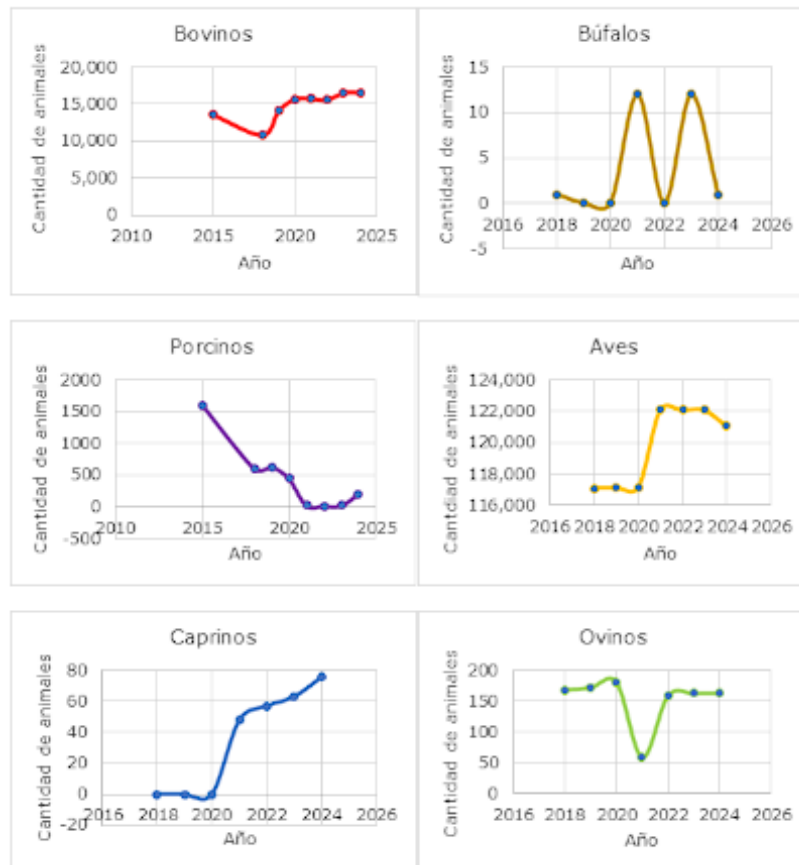 Bovinos
Cantidad de animales
20,000
15,000
10,000
5,000
0
2010 2015 2020 2025
Año
Búfalos
Cantidad de animales
15
10
5
0
-5
2016 2018 2020 2022 2024 2026
Año
Porcinos
Cantidad de animales
2000
1500
1000
500
0
-500
2010 2015 2020 2025
Año
Aves
Cantdiad de animales
124,000
122,000
120,000
118,000
116,000
2016 2018 2020 2022 2024 2026
Año
Caprinos
Cantidad de animales
80
60
40
20
0
-20
2016 2018 2020 2022 2024 2026
Año
Ovinos
Cantidad de animales
200
150
100
50
0
2016 2018 2020 2022 2024 2026
Año